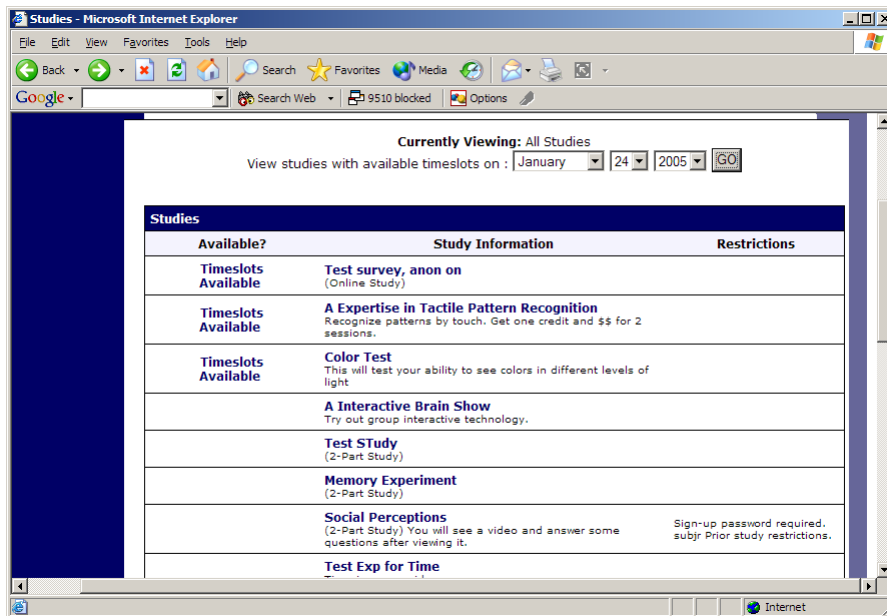 Studies - Microsoft Internet Explorer
File Edit View Favorites Tools Help
Back Search Favorites Media
Google Search Web 9510 blocked Options
Currently Viewing: All Studies
View studies with available timeslots on : January 24 2005 GO
Studies
Available? Study Information Restrictions
Timeslots Available
Test survey, anon on
(Online Study)
Timeslots Available
A Expertise in Tactile Pattern Recognition
Recognize patterns by touch. Get one credit and $$ for 2
sessions.
Timeslots Available
Color Test
This will test your ability to see colors in different levels of
light
A Interactive Brain Show
Try out group interactive technology.
Test STudy
(2-Part Study)
Memory Experiment
(2-Part Study)
Social Perceptions
(2-Part Study) You will see a video and answer some
questions after viewing it.
Sign-up password required.
subjr Prior study restrictions.
Test Exp for Time
Internet